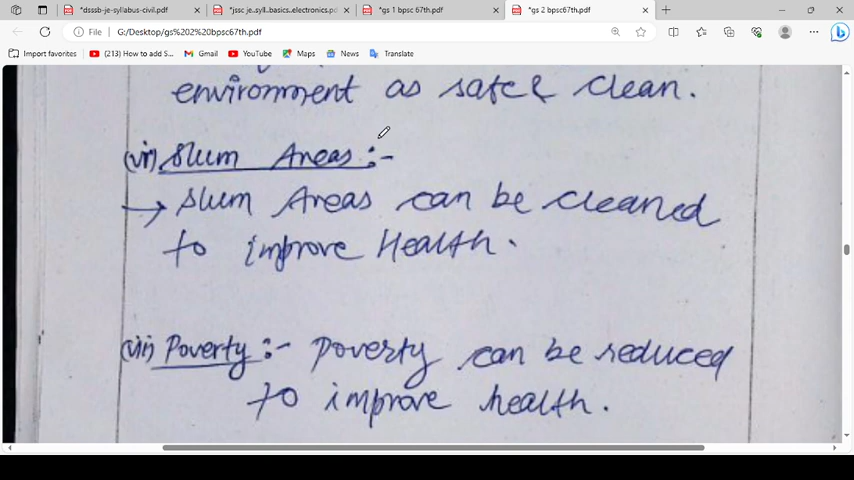 *dsssb-je-syllabus-civil.pdf
*jssc je..syll..basics..electronics.pd
*gs 1 bpsc 67th.pdf
*gs 2 bpsc67th.pdf
File G:/Desktop/gs%202%20bpsc67th.pdf
Import favorites
(213) How to add S...
Gmail
YouTube
Maps
News
Translate
environment as safe & clean.
(vi) Slum Areas :-
→ Slum Areas can be cleaned
to improve Health.
(vii) Poverty :- Poverty can be reduced
to improve health.